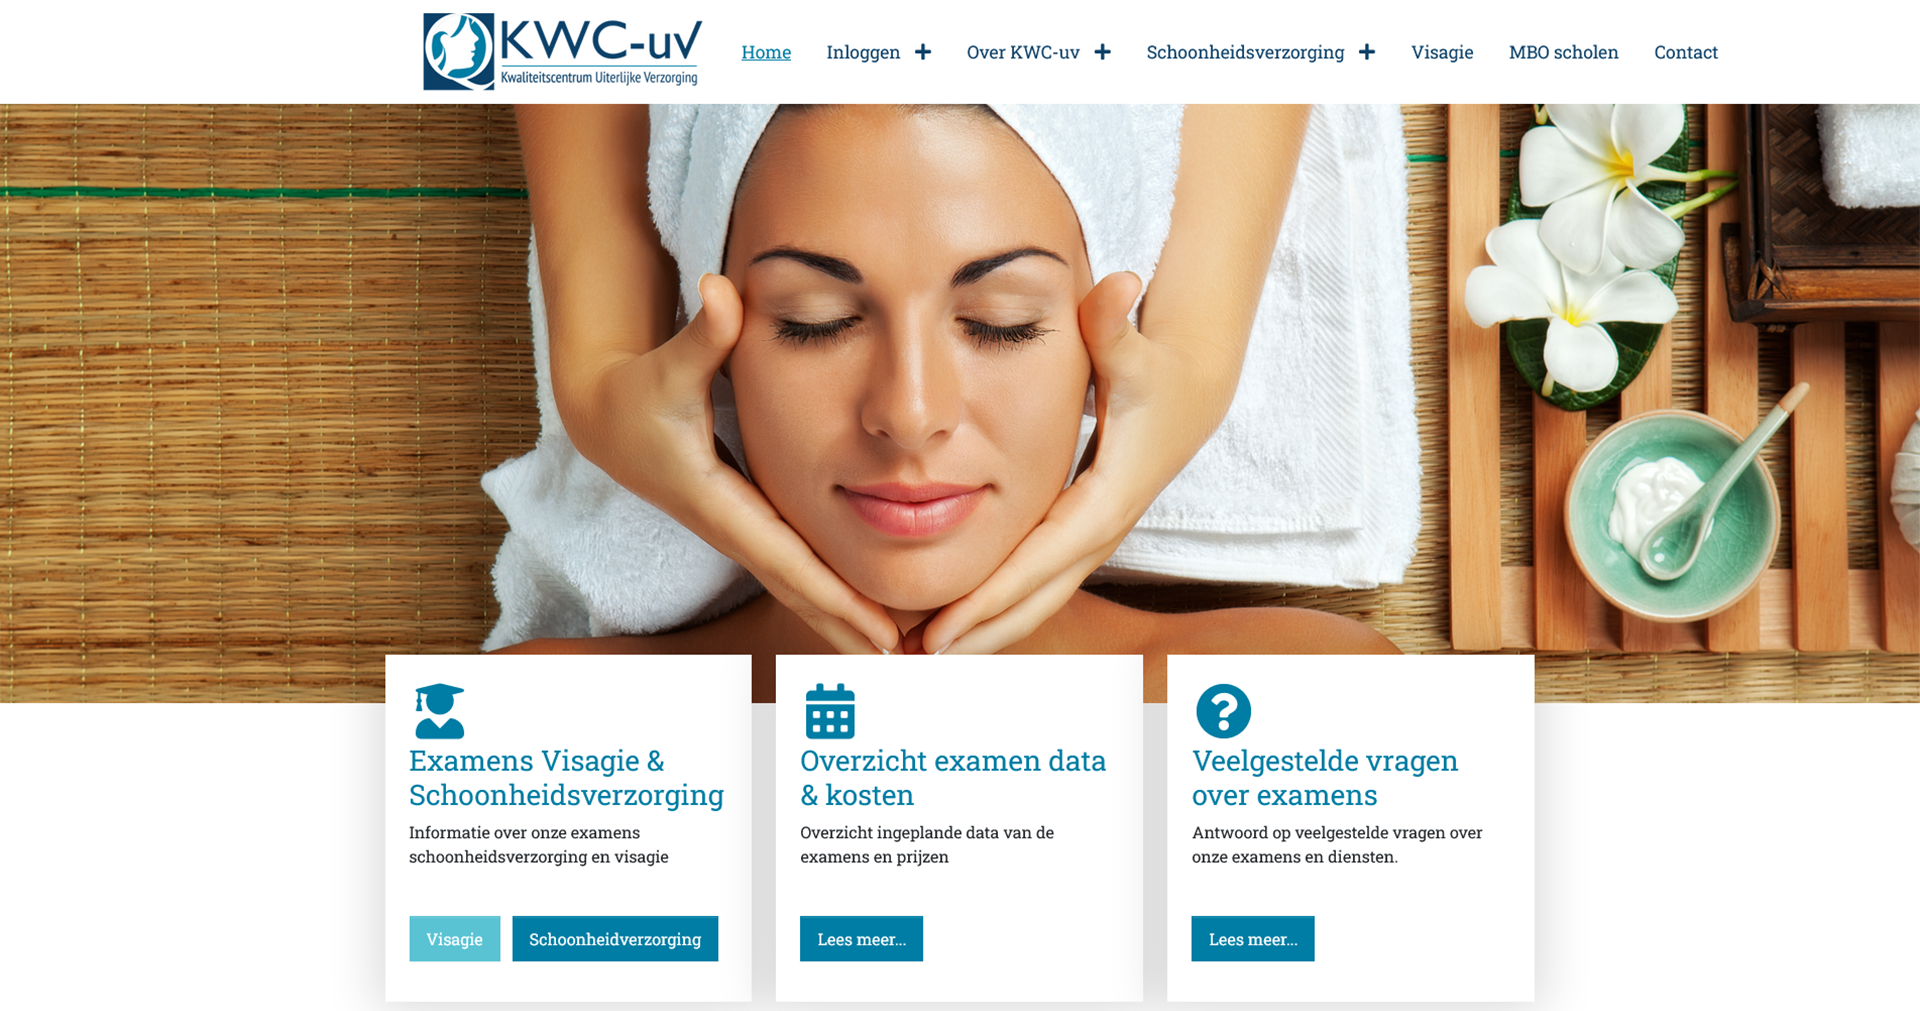 KWC-uv
Kwaliteitscentrum Uiterlijke Verzorging
Home
Inloggen
Over KWC-uv
Schoonheidsverzorging
Visagie
MBO scholen
Contact
Examens Visagie &
Schoonheidsverzorging
Informatie over onze examens
schoonheidsverzorging en visagie
Visagie
Schoonheidverzorging
Overzicht examen data
& kosten
Overzicht ingeplande data van de
examens en prijzen
Lees meer...
Veelgestelde vragen
over examens
Antwoord op veelgestelde vragen over
onze examens en diensten.
Lees meer...